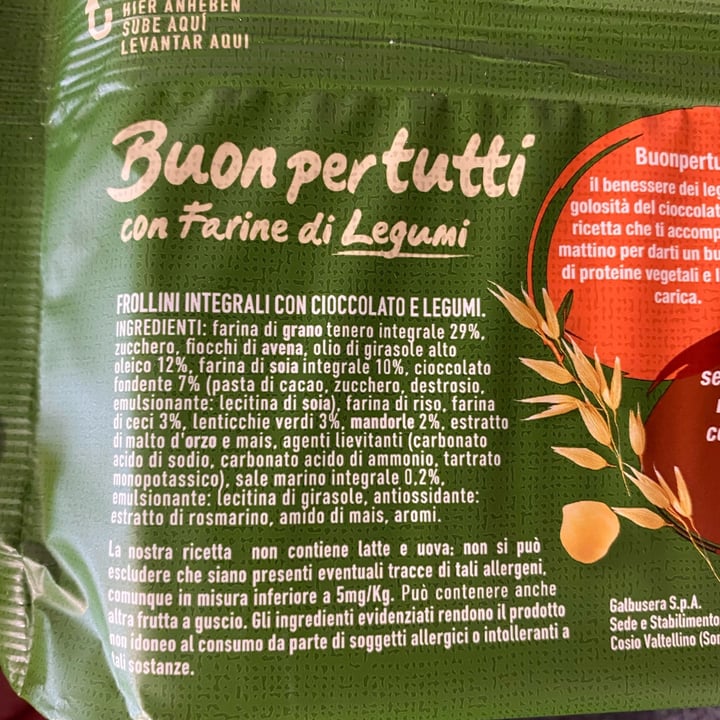 HIER ANHEBEN
SUBE AQUÍ
LEVANTAR AQUI
Buonpertutti
con Farine di Legumi
FROLLINI INTEGRALI CON CIOCCOLATO E LEGUMI.
INGREDIENTI: farina di grano tenero integrale 29%,
zucchero, fiocchi di avena, olio di girasole alto
oleico 12%, farina di soia integrale 10%, cioccolato
fondente 7% (pasta di cacao, zucchero, destrosio,
emulsionante: lecitina di soia), farina di riso, farina
di ceci 3%, lenticchie verdi 3%, mandorle 2%, estratto
di malto d'orzo e mais, agenti lievitanti (carbonato
acido di sodio, carbonato acido di ammonio, tartrato
monopotassico), sale marino integrale 0.2%,
emulsionante: lecitina di girasole, antiossidante:
estratto di rosmarino, amido di mais, aromi.
La nostra ricetta non contiene latte e uova: non si può
escludere che siano presenti eventuali tracce di tali allergeni,
comunque in misura inferiore a 5mg/Kg. Può contenere anche
altra frutta a guscio. Gli ingredienti evidenziati rendono il prodotto
non idoneo al consumo da parte di soggetti allergici o intolleranti a
tali sostanze.
Buonpertu
il benessere dei leg
golosità del cioccolat
ricetta che ti accomp
mattino per darti un bu
di proteine vegetali e
carica.
se
co
Galbusera S.p.A.
Sede e Stabilimento
Cosio Valtellino (Son